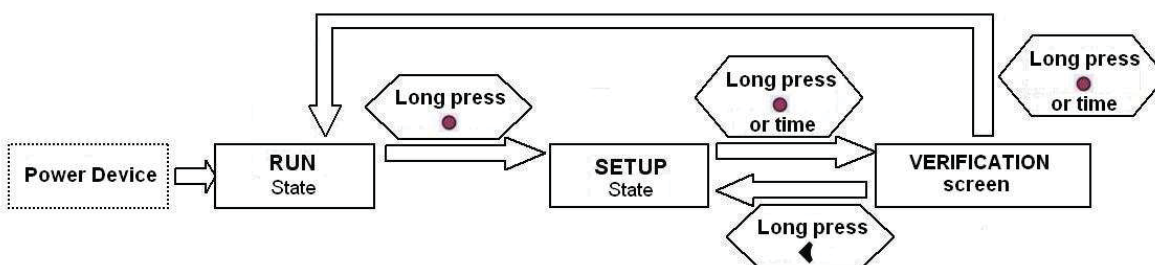 Long press
or time
Long press
Long press
or time
Power Device
RUN
State
SETUP
State
VERIFICATION
screen
Long press